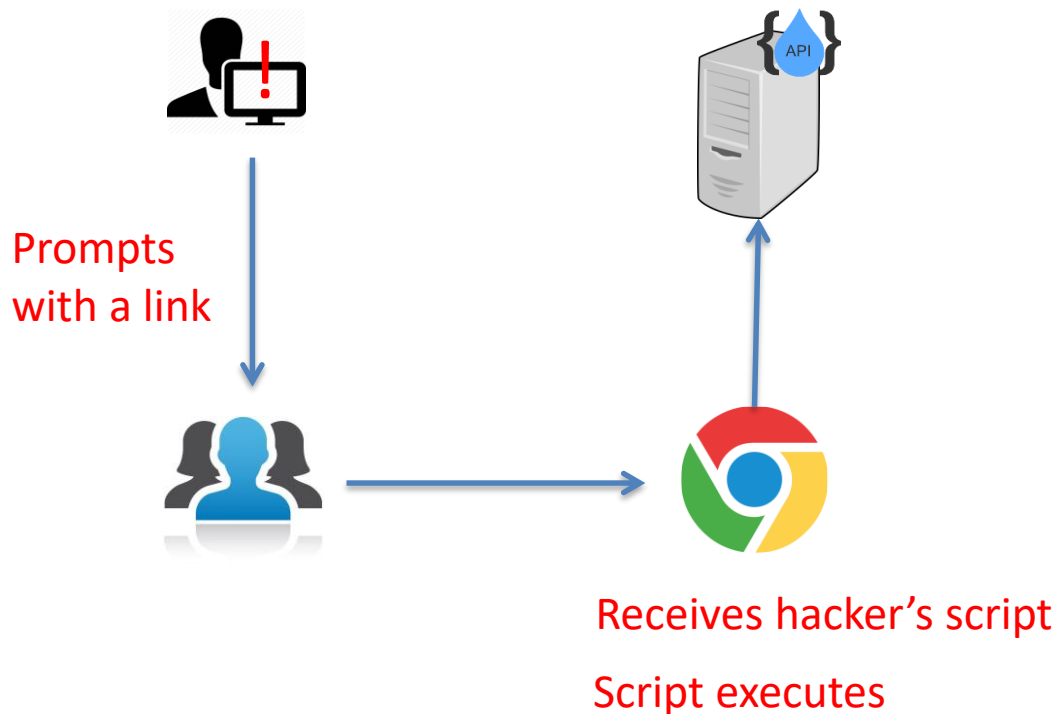 {API}
Prompts
with a link
Receives hacker’s script
Script executes